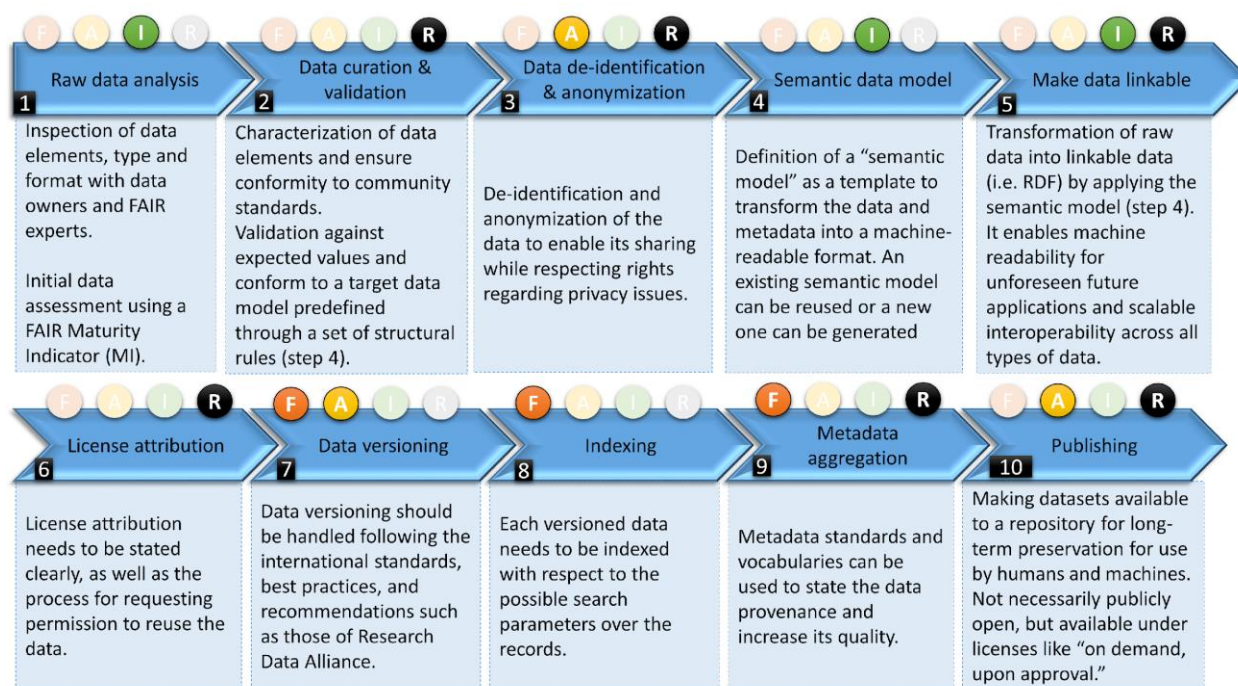 F A I R
Raw data analysis
1
Inspection of data
elements, type and
format with data
owners and FAIR
experts.
Initial data
assessment using a
FAIR Maturity
Indicator (MI).
F A I R
Data curation &
validation
2
Characterization of data
elements and ensure
conformity to community
standards.
Validation against
expected values and
conform to a target data
model predefined
through a set of structural
rules (step 4).
F A I R
Data de-identification
& anonymization
3
De-identification and
anonymization of the
data to enable its sharing
while respecting rights
regarding privacy issues.
F A I R
Semantic data model
4
Definition of a “semantic
model” as a template to
transform the data and
metadata into a machine-
readable format. An
existing semantic model
can be reused or a new
one can be generated
F A I R
Make data linkable
5
Transformation of raw
data into linkable data
(i.e. RDF) by applying the
semantic model (step 4).
It enables machine
readability for
unforeseen future
applications and scalable
interoperability across all
types of data.
F A I R
License attribution
6
License attribution
needs to be stated
clearly, as well as the
process for requesting
permission to reuse the
data.
F A I R
Data versioning
7
Data versioning should
be handled following the
international standards,
best practices, and
recommendations such
as those of Research
Data Alliance.
F A I R
Indexing
8
Each versioned data
needs to be indexed
with respect to the
possible search
parameters over the
records.
F A I R
Metadata
aggregation
9
Metadata standards and
vocabularies can be
used to state the data
provenance and
increase its quality.
F A I R
Publishing
10
Making datasets available
to a repository for long-
term preservation for use
by humans and machines.
Not necessarily publicly
open, but available under
licenses like “on demand,
upon approval.”